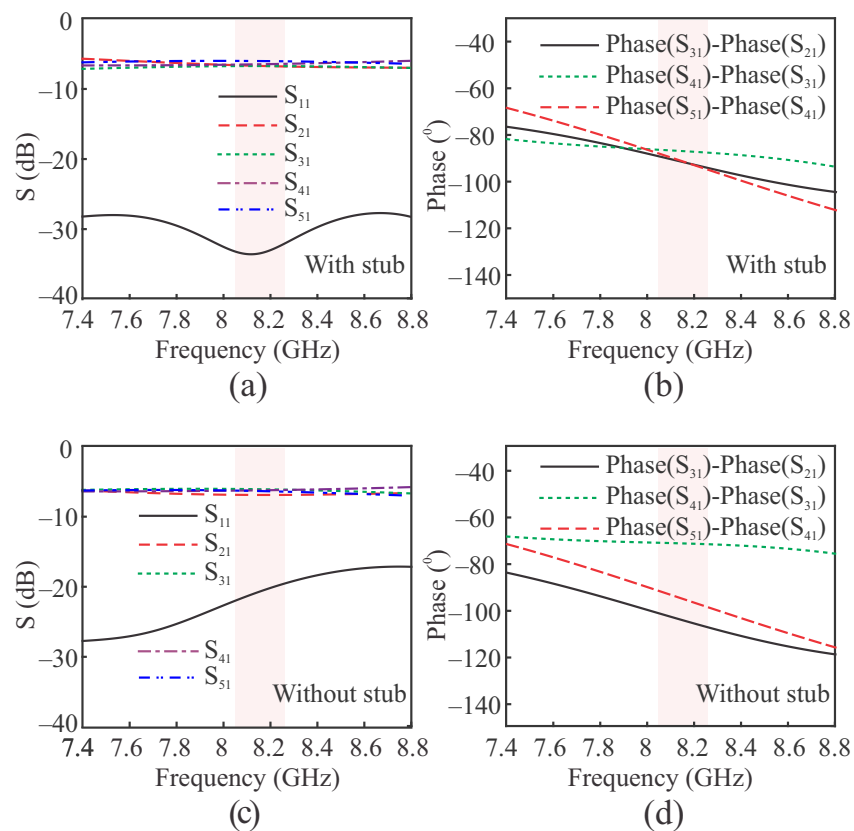 0
−10
−20
−30
−40
S (dB)
S₁₁
S₂₁
S₃₁
S₄₁
S₅₁
With stub
7.4 7.6 7.8 8 8.2 8.4 8.6 8.8
Frequency (GHz)
(a)
−40
−60
−80
−100
−120
−140
Phase (⁰)
Phase(S₃₁)-Phase(S₂₁)
Phase(S₄₁)-Phase(S₃₁)
Phase(S₅₁)-Phase(S₄₁)
With stub
7.4 7.6 7.8 8 8.2 8.4 8.6 8.8
Frequency (GHz)
(b)
0
−10
−20
−30
−40
S (dB)
S₁₁
S₂₁
S₃₁
S₄₁
S₅₁
Without stub
7.4 7.6 7.8 8 8.2 8.4 8.6 8.8
Frequency (GHz)
(c)
−40
−60
−80
−100
−120
−140
Phase (⁰)
Phase(S₃₁)-Phase(S₂₁)
Phase(S₄₁)-Phase(S₃₁)
Phase(S₅₁)-Phase(S₄₁)
Without stub
7.4 7.6 7.8 8 8.2 8.4 8.6 8.8
Frequency (GHz)
(d)